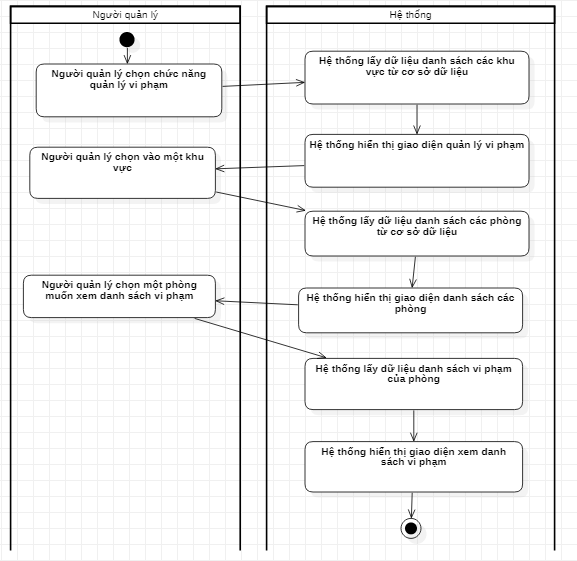 Người quản lý
Hệ thống
Người quản lý chọn chức năng
quản lý vi phạm
Hệ thống lấy dữ liệu danh sách các khu
vực từ cơ sở dữ liệu
Hệ thống hiển thị giao diện quản lý vi phạm
Người quản lý chọn vào một khu
vực
Hệ thống lấy dữ liệu danh sách các phòng
từ cơ sở dữ liệu
Hệ thống hiển thị giao diện danh sách các
phòng
Người quản lý chọn một phòng
muốn xem danh sách vi phạm
Hệ thống lấy dữ liệu danh sách vi phạm
của phòng
Hệ thống hiển thị giao diện xem danh
sách vi phạm